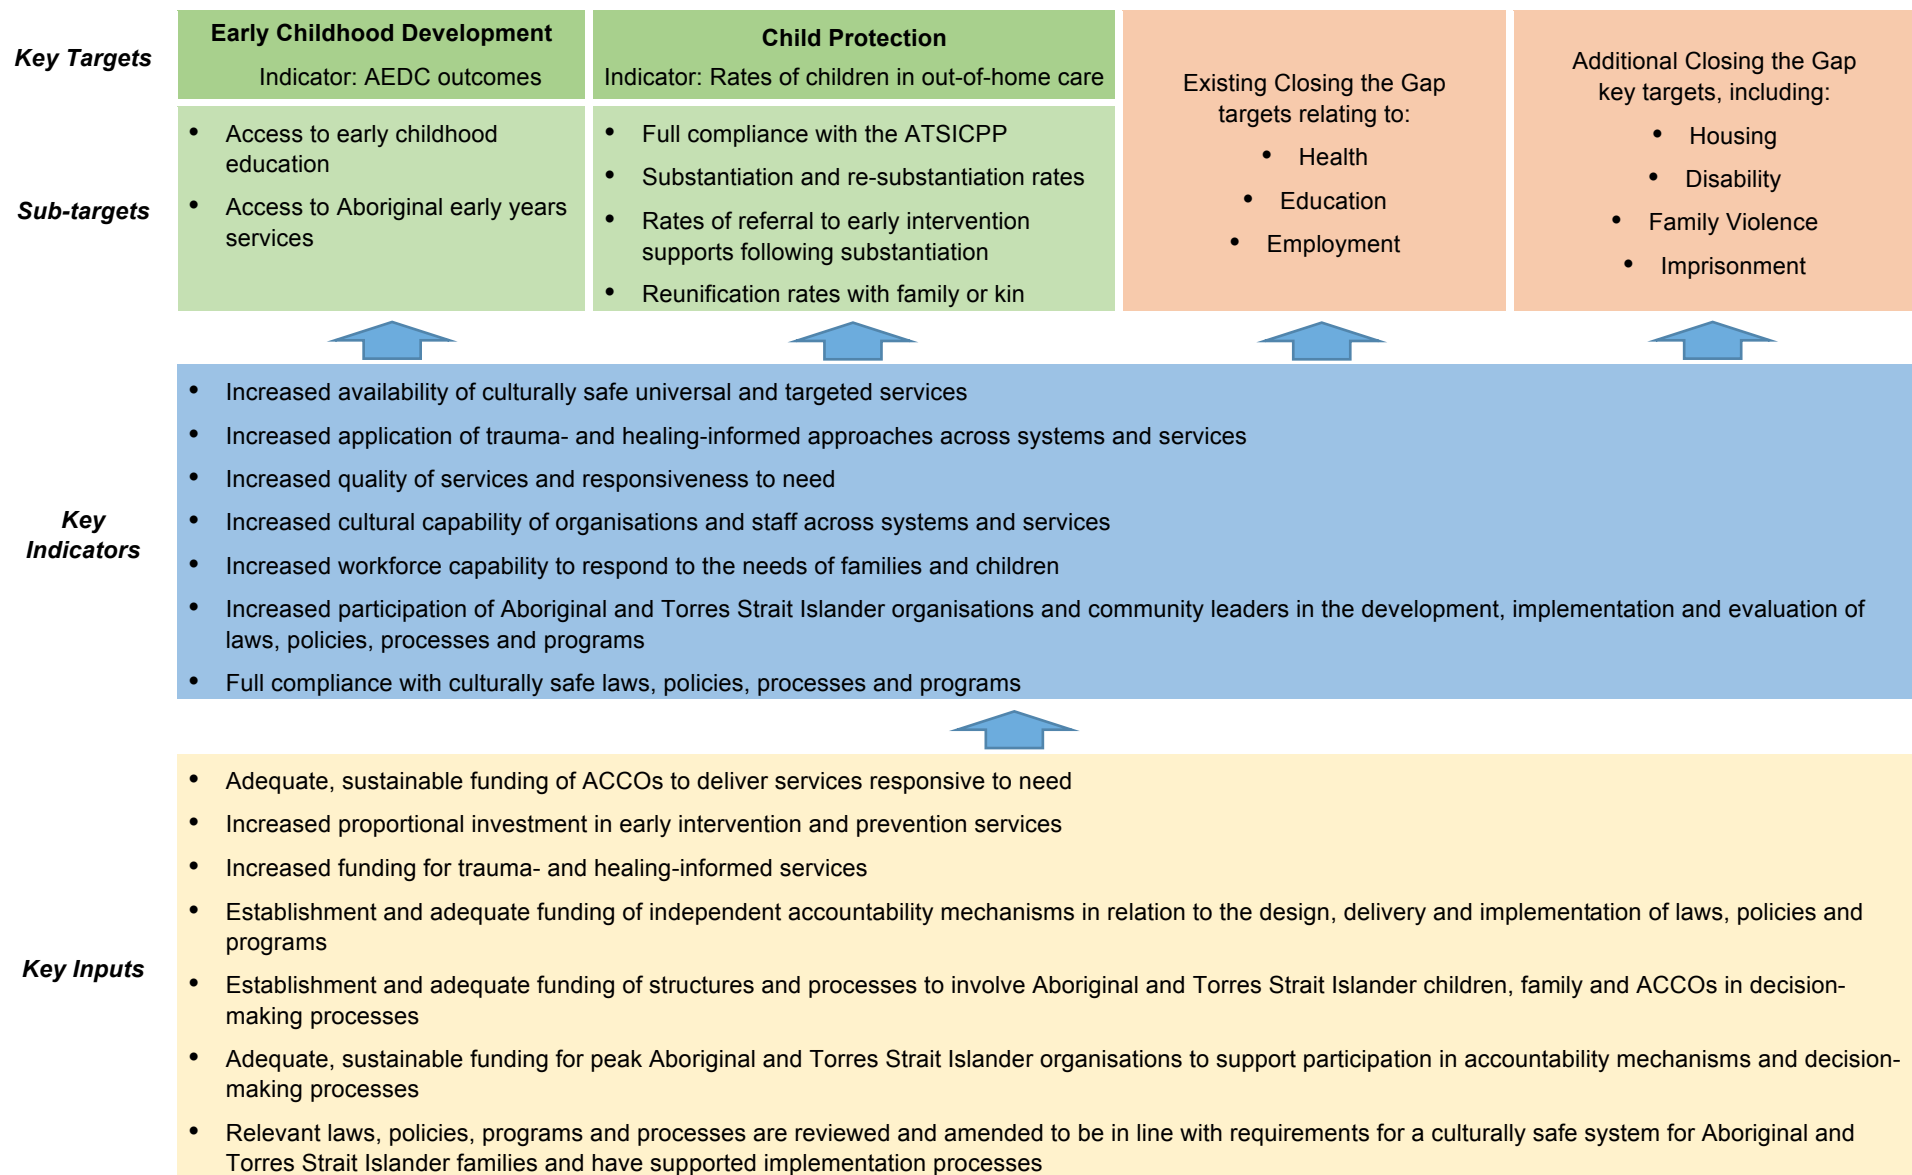 Key Targets
Early Childhood Development
Indicator: AEDC outcomes
Child Protection
Indicator: Rates of children in out-of-home care
Sub-targets
• Access to early childhood
education
• Access to Aboriginal early years
services
• Full compliance with the ATSICPP
• Substantiation and re-substantiation rates
• Rates of referral to early intervention
supports following substantiation
• Reunification rates with family or kin
Existing Closing the Gap
targets relating to:
• Health
• Education
• Employment
Additional Closing the Gap
key targets, including:
• Housing
• Disability
• Family Violence
• Imprisonment
Key
Indicators
• Increased availability of culturally safe universal and targeted services
• Increased application of trauma- and healing-informed approaches across systems and services
• Increased quality of services and responsiveness to need
• Increased cultural capability of organisations and staff across systems and services
• Increased workforce capability to respond to the needs of families and children
• Increased participation of Aboriginal and Torres Strait Islander organisations and community leaders in the development, implementation and evaluation of
laws, policies, processes and programs
• Full compliance with culturally safe laws, policies, processes and programs
Key Inputs
• Adequate, sustainable funding of ACCOs to deliver services responsive to need
• Increased proportional investment in early intervention and prevention services
• Increased funding for trauma- and healing-informed services
• Establishment and adequate funding of independent accountability mechanisms in relation to the design, delivery and implementation of laws, policies and
programs
• Establishment and adequate funding of structures and processes to involve Aboriginal and Torres Strait Islander children, family and ACCOs in decision-
making processes
• Adequate, sustainable funding for peak Aboriginal and Torres Strait Islander organisations to support participation in accountability mechanisms and decision-
making processes
• Relevant laws, policies, programs and processes are reviewed and amended to be in line with requirements for a culturally safe system for Aboriginal and
Torres Strait Islander families and have supported implementation processes